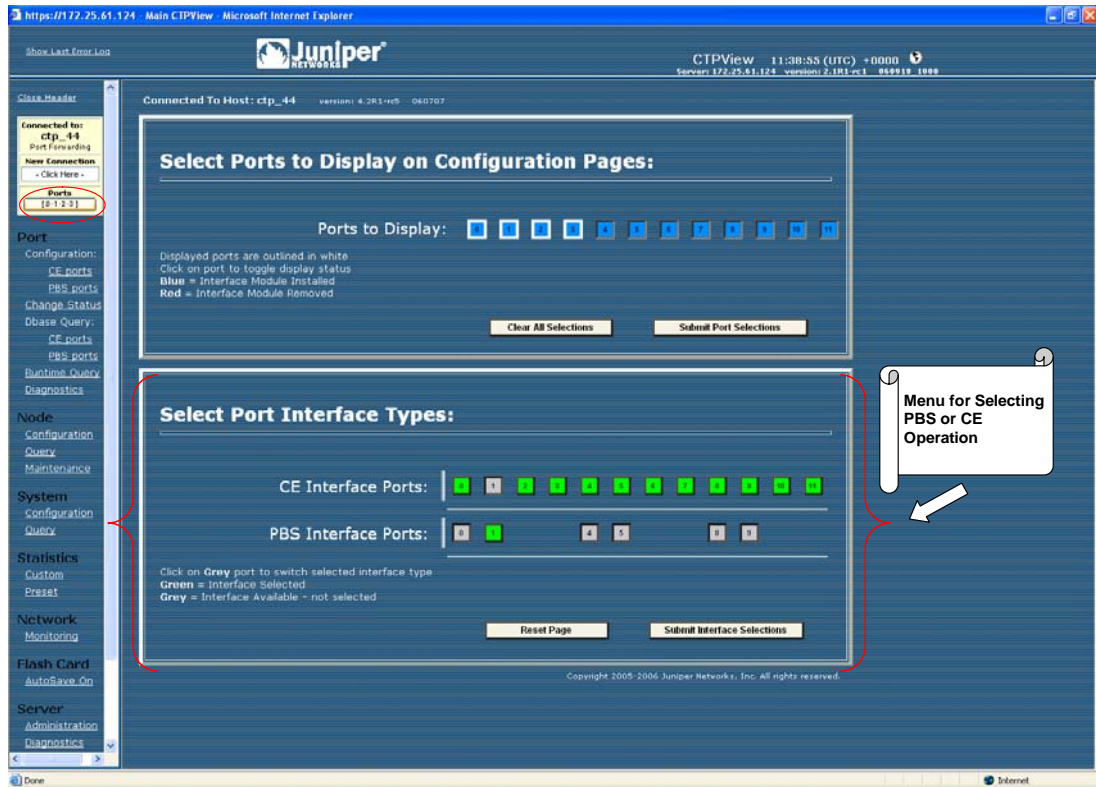 https://172.25.61.124 - Main CTPView - Microsoft Internet Explorer
Show Last Error Log
Juniper
NETWORKS
CTPView 11:38:55 (UTC) +0000
Server: 172.25.61.124 version: 2.1R1-rc1 060910 1000
Close Header
Connected to:
ctp_44
Port Forwarding
New Connection
- Click Here -
Ports
[0-1-2-3]
Port
Configuration:
CE ports
PBS ports
Change Status
Dbase Query:
CE ports
PBS ports
Runtime Query
Diagnostics
Node
Configuration
Query
Maintenance
System
Configuration
Query
Statistics
Custom
Preset
Network
Monitoring
Flash Card
AutoSave On
Server
Administration
Diagnostics
Connected To Host: ctp_44 version: 4.2R1-rc5 060707
Select Ports to Display on Configuration Pages:
Ports to Display: 0 1 2 3 4 5 6 7 8 9 10 11
Displayed ports are outlined in white
Click on port to toggle display status
Blue = Interface Module Installed
Red = Interface Module Removed
Clear All Selections Submit Port Selections
Select Port Interface Types:
CE Interface Ports: 0 1 2 3 4 5 6 7 8 9 10 11
PBS Interface Ports: 0 1 4 5 8 9
Click on Grey port to switch selected interface type
Green = Interface Selected
Grey = Interface Available - not selected
Reset Page Submit Interface Selections
Menu for Selecting
PBS or CE
Operation
Copyright 2005-2006 Juniper Networks, Inc. All rights reserved.
Done Internet